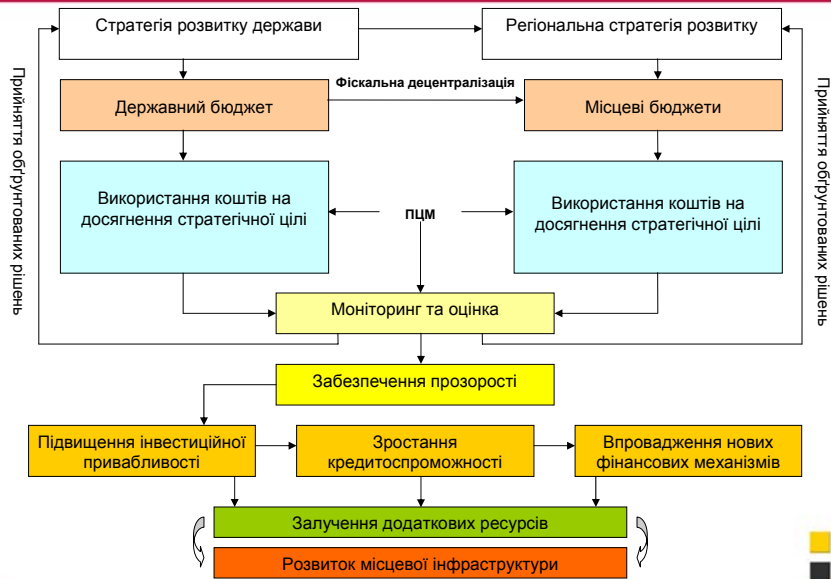 Стратегія розвитку держави
Регіональна стратегія розвитку
Прийняття обґрунтованих рішень
Прийняття обґрунтованих рішень
Фіскальна децентралізація
Державний бюджет
Місцеві бюджети
Використання коштів на
досягнення стратегічної цілі
ПЦМ
Використання коштів на
досягнення стратегічної цілі
Моніторинг та оцінка
Забезпечення прозорості
Підвищення інвестиційної
привабливості
Зростання
кредитоспроможності
Впровадження нових
фінансових механізмів
Залучення додаткових ресурсів
Розвиток місцевої інфраструктури